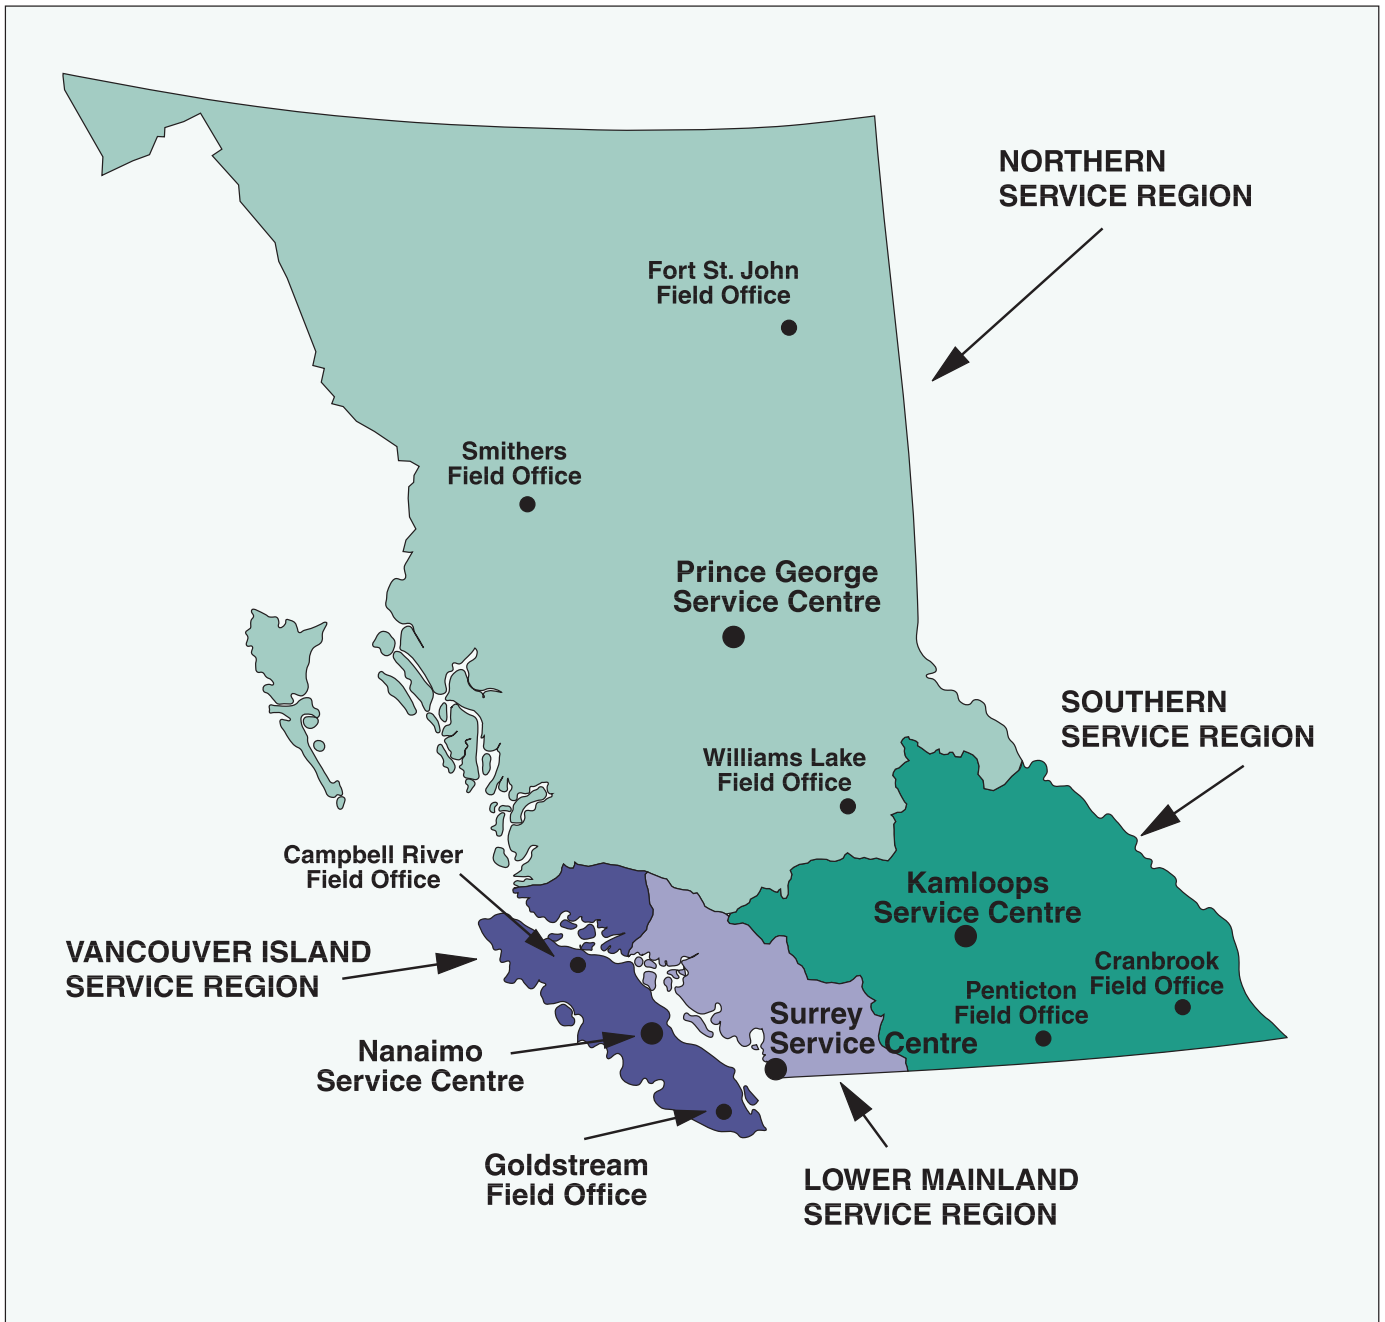 NORTHERN
SERVICE REGION
Fort St. John
Field Office
Smithers
Field Office
Prince George
Service Centre
SOUTHERN
SERVICE REGION
Williams Lake
Field Office
Campbell River
Field Office
Kamloops
Service Centre
VANCOUVER ISLAND
SERVICE REGION
Cranbrook
Field Office
Penticton
Field Office
Surrey
Service Centre
Nanaimo
Service Centre
Goldstream
Field Office
LOWER MAINLAND
SERVICE REGION